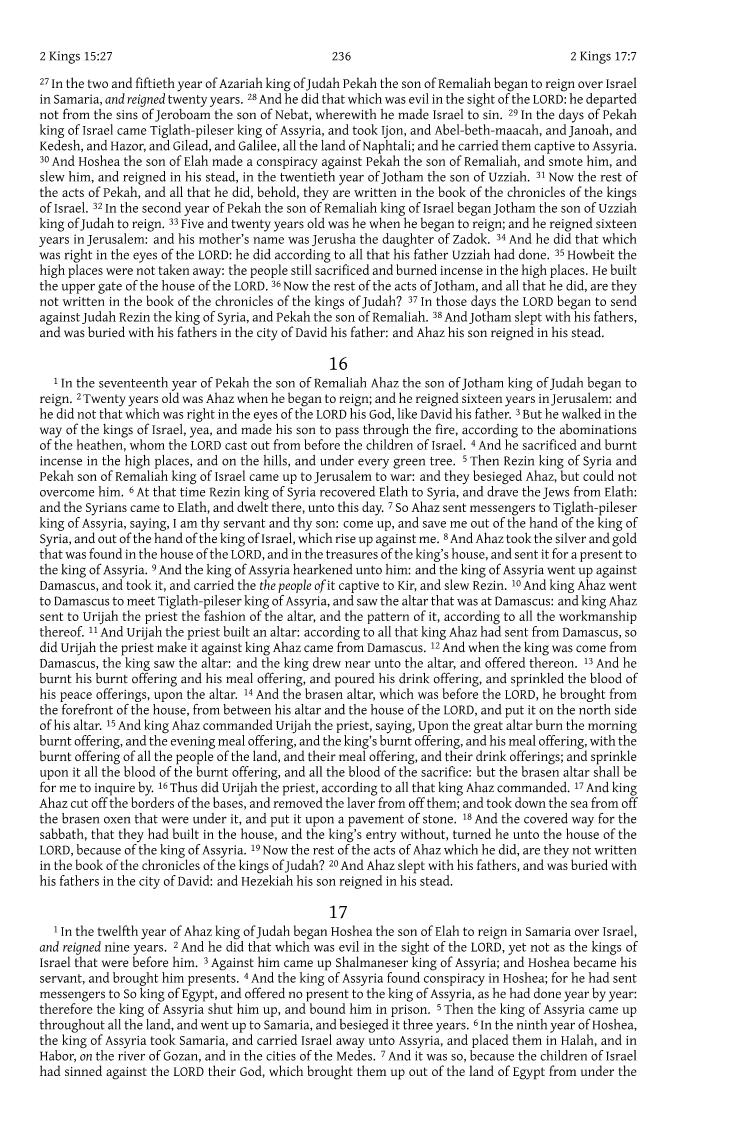 2 Kings 15:27 236 2 Kings 17:7
27 In the two and fiftieth year of Azariah king of Judah Pekah the son of Remaliah began to reign over Israel
in Samaria, and reigned twenty years. 28 And he did that which was evil in the sight of the LORD: he departed
not from the sins of Jeroboam the son of Nebat, wherewith he made Israel to sin. 29 In the days of Pekah
king of Israel came Tiglath-pileser king of Assyria, and took Ijon, and Abel-beth-maacah, and Janoah, and
Kedesh, and Hazor, and Gilead, and Galilee, all the land of Naphtali; and he carried them captive to Assyria.
30 And Hoshea the son of Elah made a conspiracy against Pekah the son of Remaliah, and smote him, and
slew him, and reigned in his stead, in the twentieth year of Jotham the son of Uzziah. 31 Now the rest of
the acts of Pekah, and all that he did, behold, they are written in the book of the chronicles of the kings
of Israel. 32 In the second year of Pekah the son of Remaliah king of Israel began Jotham the son of Uzziah
king of Judah to reign. 33 Five and twenty years old was he when he began to reign; and he reigned sixteen
years in Jerusalem: and his mother's name was Jerusha the daughter of Zadok. 34 And he did that which
was right in the eyes of the LORD: he did according to all that his father Uzziah had done. 35 Howbeit the
high places were not taken away: the people still sacrificed and burned incense in the high places. He built
the upper gate of the house of the LORD. 36 Now the rest of the acts of Jotham, and all that he did, are they
not written in the book of the chronicles of the kings of Judah? 37 In those days the LORD began to send
against Judah Rezin the king of Syria, and Pekah the son of Remaliah. 38 And Jotham slept with his fathers,
and was buried with his fathers in the city of David his father: and Ahaz his son reigned in his stead.
16
1 In the seventeenth year of Pekah the son of Remaliah Ahaz the son of Jotham king of Judah began to
reign. 2 Twenty years old was Ahaz when he began to reign; and he reigned sixteen years in Jerusalem: and
he did not that which was right in the eyes of the LORD his God, like David his father. 3 But he walked in the
way of the kings of Israel, yea, and made his son to pass through the fire, according to the abominations
of the heathen, whom the LORD cast out from before the children of Israel. 4 And he sacrificed and burnt
incense in the high places, and on the hills, and under every green tree. 5 Then Rezin king of Syria and
Pekah son of Remaliah king of Israel came up to Jerusalem to war: and they besieged Ahaz, but could not
overcome him. 6 At that time Rezin king of Syria recovered Elath to Syria, and drave the Jews from Elath:
and the Syrians came to Elath, and dwelt there, unto this day. 7 So Ahaz sent messengers to Tiglath-pileser
king of Assyria, saying, I am thy servant and thy son: come up, and save me out of the hand of the king of
Syria, and out of the hand of the king of Israel, which rise up against me. 8 And Ahaz took the silver and gold
that was found in the house of the LORD, and in the treasures of the king's house, and sent it for a present to
the king of Assyria. 9 And the king of Assyria hearkened unto him: and the king of Assyria went up against
Damascus, and took it, and carried the the people of it captive to Kir, and slew Rezin. 10 And king Ahaz went
to Damascus to meet Tiglath-pileser king of Assyria, and saw the altar that was at Damascus: and king Ahaz
sent to Urijah the priest the fashion of the altar, and the pattern of it, according to all the workmanship
thereof. 11 And Urijah the priest built an altar: according to all that king Ahaz had sent from Damascus, so
did Urijah the priest make it against king Ahaz came from Damascus. 12 And when the king was come from
Damascus, the king saw the altar: and the king drew near unto the altar, and offered thereon. 13 And he
burnt his burnt offering and his meal offering, and poured his drink offering, and sprinkled the blood of
his peace offerings, upon the altar. 14 And the brasen altar, which was before the LORD, he brought from
the forefront of the house, from between his altar and the house of the LORD, and put it on the north side
of his altar. 15 And king Ahaz commanded Urijah the priest, saying, Upon the great altar burn the morning
burnt offering, and the evening meal offering, and the king's burnt offering, and his meal offering, with the
burnt offering of all the people of the land, and their meal offering, and their drink offerings; and sprinkle
upon it all the blood of the burnt offering, and all the blood of the sacrifice: but the brasen altar shall be
for me to inquire by. 16 Thus did Urijah the priest, according to all that king Ahaz commanded. 17 And king
Ahaz cut off the borders of the bases, and removed the laver from off them; and took down the sea from off
the brasen oxen that were under it, and put it upon a pavement of stone. 18 And the covered way for the
sabbath, that they had built in the house, and the king's entry without, turned he unto the house of the
LORD, because of the king of Assyria. 19 Now the rest of the acts of Ahaz which he did, are they not written
in the book of the chronicles of the kings of Judah? 20 And Ahaz slept with his fathers, and was buried with
his fathers in the city of David: and Hezekiah his son reigned in his stead.
17
1 In the twelfth year of Ahaz king of Judah began Hoshea the son of Elah to reign in Samaria over Israel,
and reigned nine years. 2 And he did that which was evil in the sight of the LORD, yet not as the kings of
Israel that were before him. 3 Against him came up Shalmaneser king of Assyria; and Hoshea became his
servant, and brought him presents. 4 And the king of Assyria found conspiracy in Hoshea; for he had sent
messengers to So king of Egypt, and offered no present to the king of Assyria, as he had done year by year:
therefore the king of Assyria shut him up, and bound him in prison. 5 Then the king of Assyria came up
throughout all the land, and went up to Samaria, and besieged it three years. 6 In the ninth year of Hoshea,
the king of Assyria took Samaria, and carried Israel away unto Assyria, and placed them in Halah, and in
Habor, on the river of Gozan, and in the cities of the Medes. 7 And it was so, because the children of Israel
had sinned against the LORD their God, which brought them up out of the land of Egypt from under the